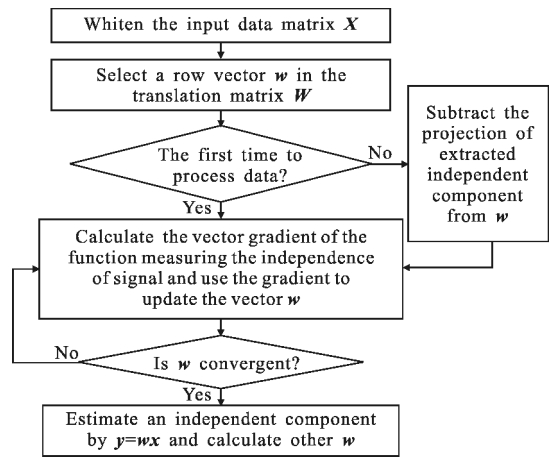 Whiten the input data matrix X
Select a row vector w in the
translation matrix W
The first time to
process data?
No
Subtract the
projection of
extracted
independent
component
from w
Yes
Calculate the vector gradient of the
function measuring the independence
of signal and use the gradient to
update the vector w
No
Is w convergent?
Yes
Estimate an independent component
by y=wx and calculate other w